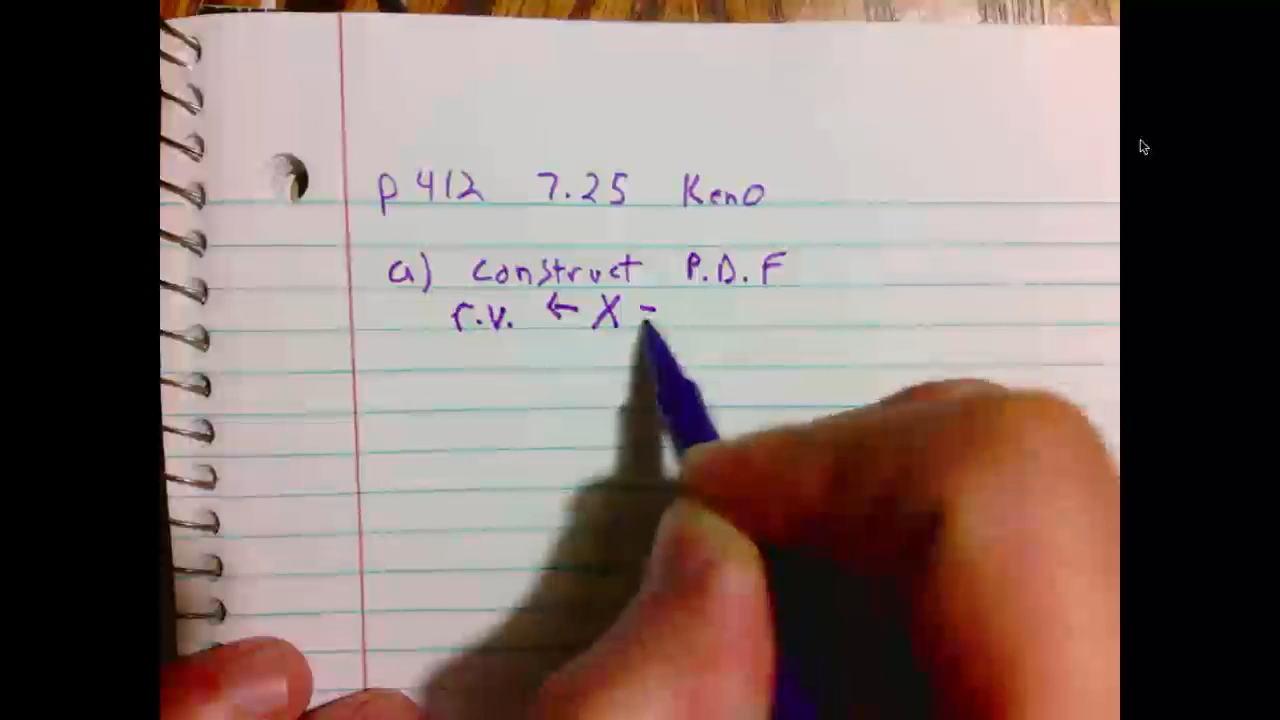 p 412 7.25 Keno
a) construct P.D.F
r.v. ← X -